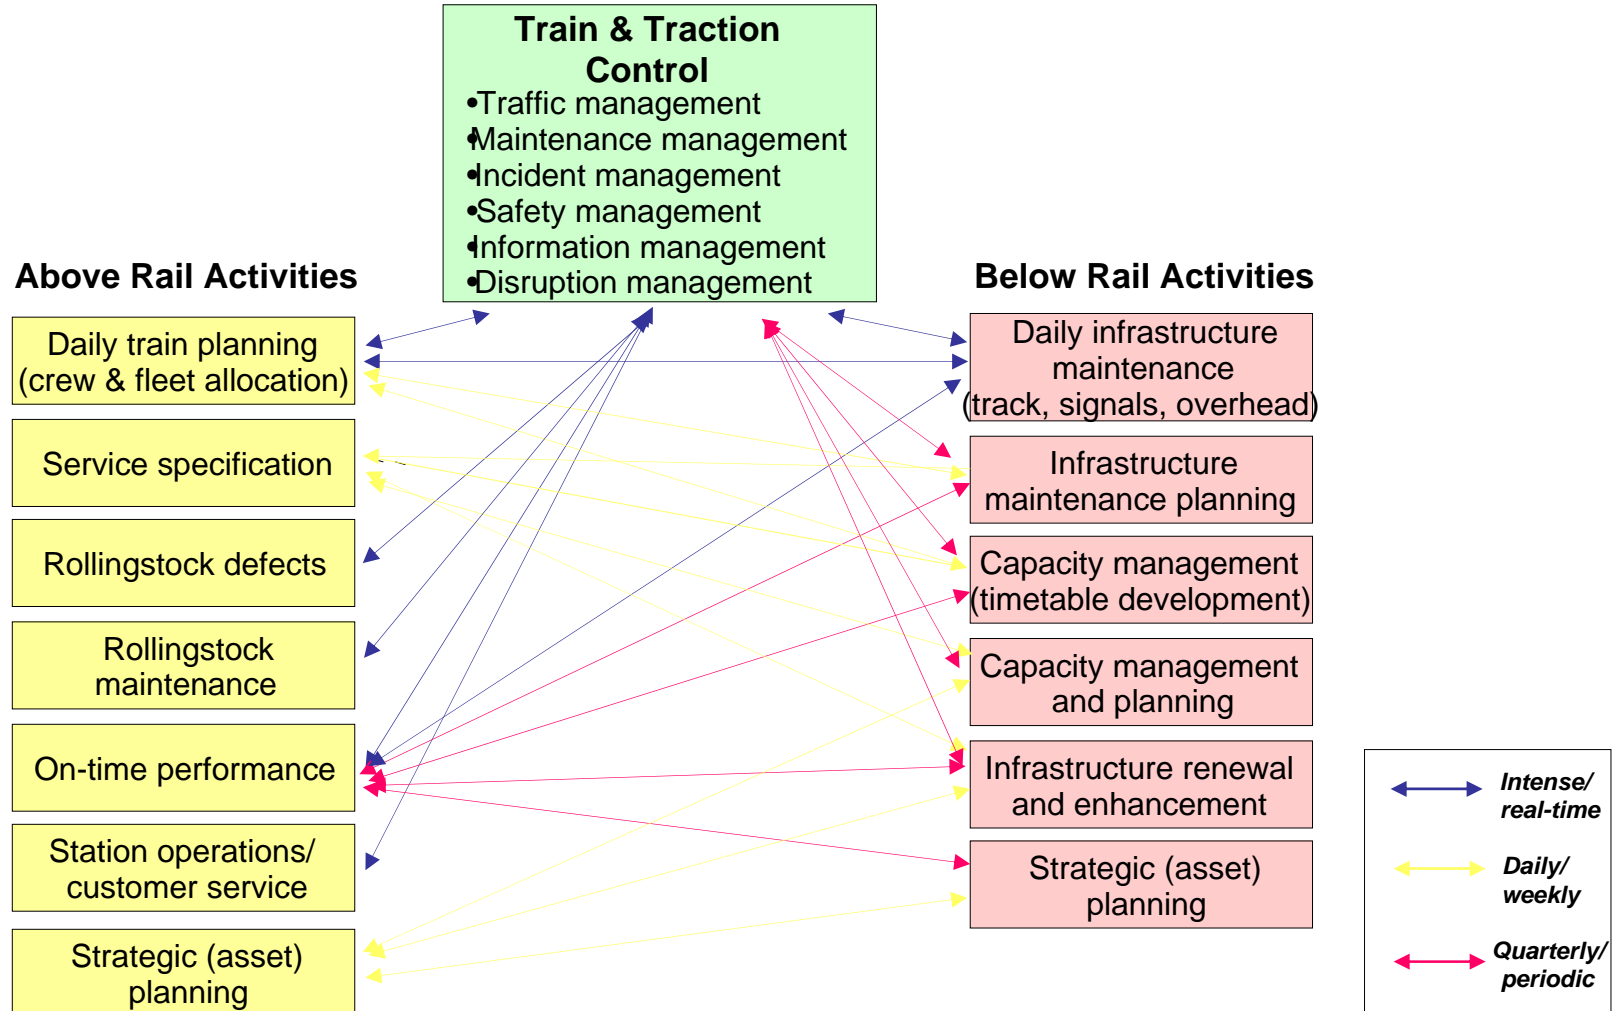 Train & Traction
Control
•Traffic management
•Maintenance management
•Incident management
•Safety management
•Information management
•Disruption management
Above Rail Activities
Daily train planning
(crew & fleet allocation)
Service specification
Rollingstock defects
Rollingstock
maintenance
On-time performance
Station operations/
customer service
Strategic (asset)
planning
Below Rail Activities
Daily infrastructure
maintenance
(track, signals, overhead)
Infrastructure
maintenance planning
Capacity management
(timetable development)
Capacity management
and planning
Infrastructure renewal
and enhancement
Strategic (asset)
planning
Intense/
real-time
Daily/
weekly
Quarterly/
periodic